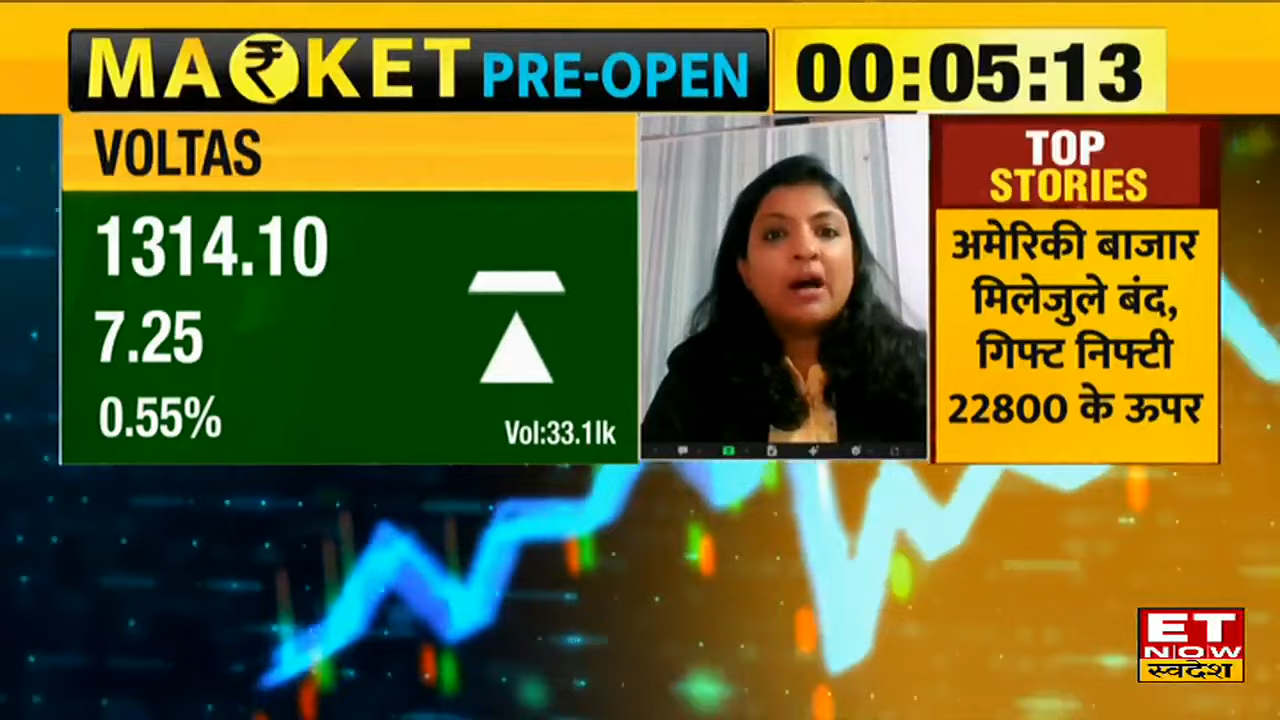 MA₹KET PRE-OPEN
00:05:13
VOLTAS
1314.10
7.25
0.55%
Vol:33.1lk
TOP
STORIES
अमेरिकी बाजार
मिलेजुले बंद,
गिफ्ट निफ्टी
22800 के ऊपर
ET
NOW
स्वदेश